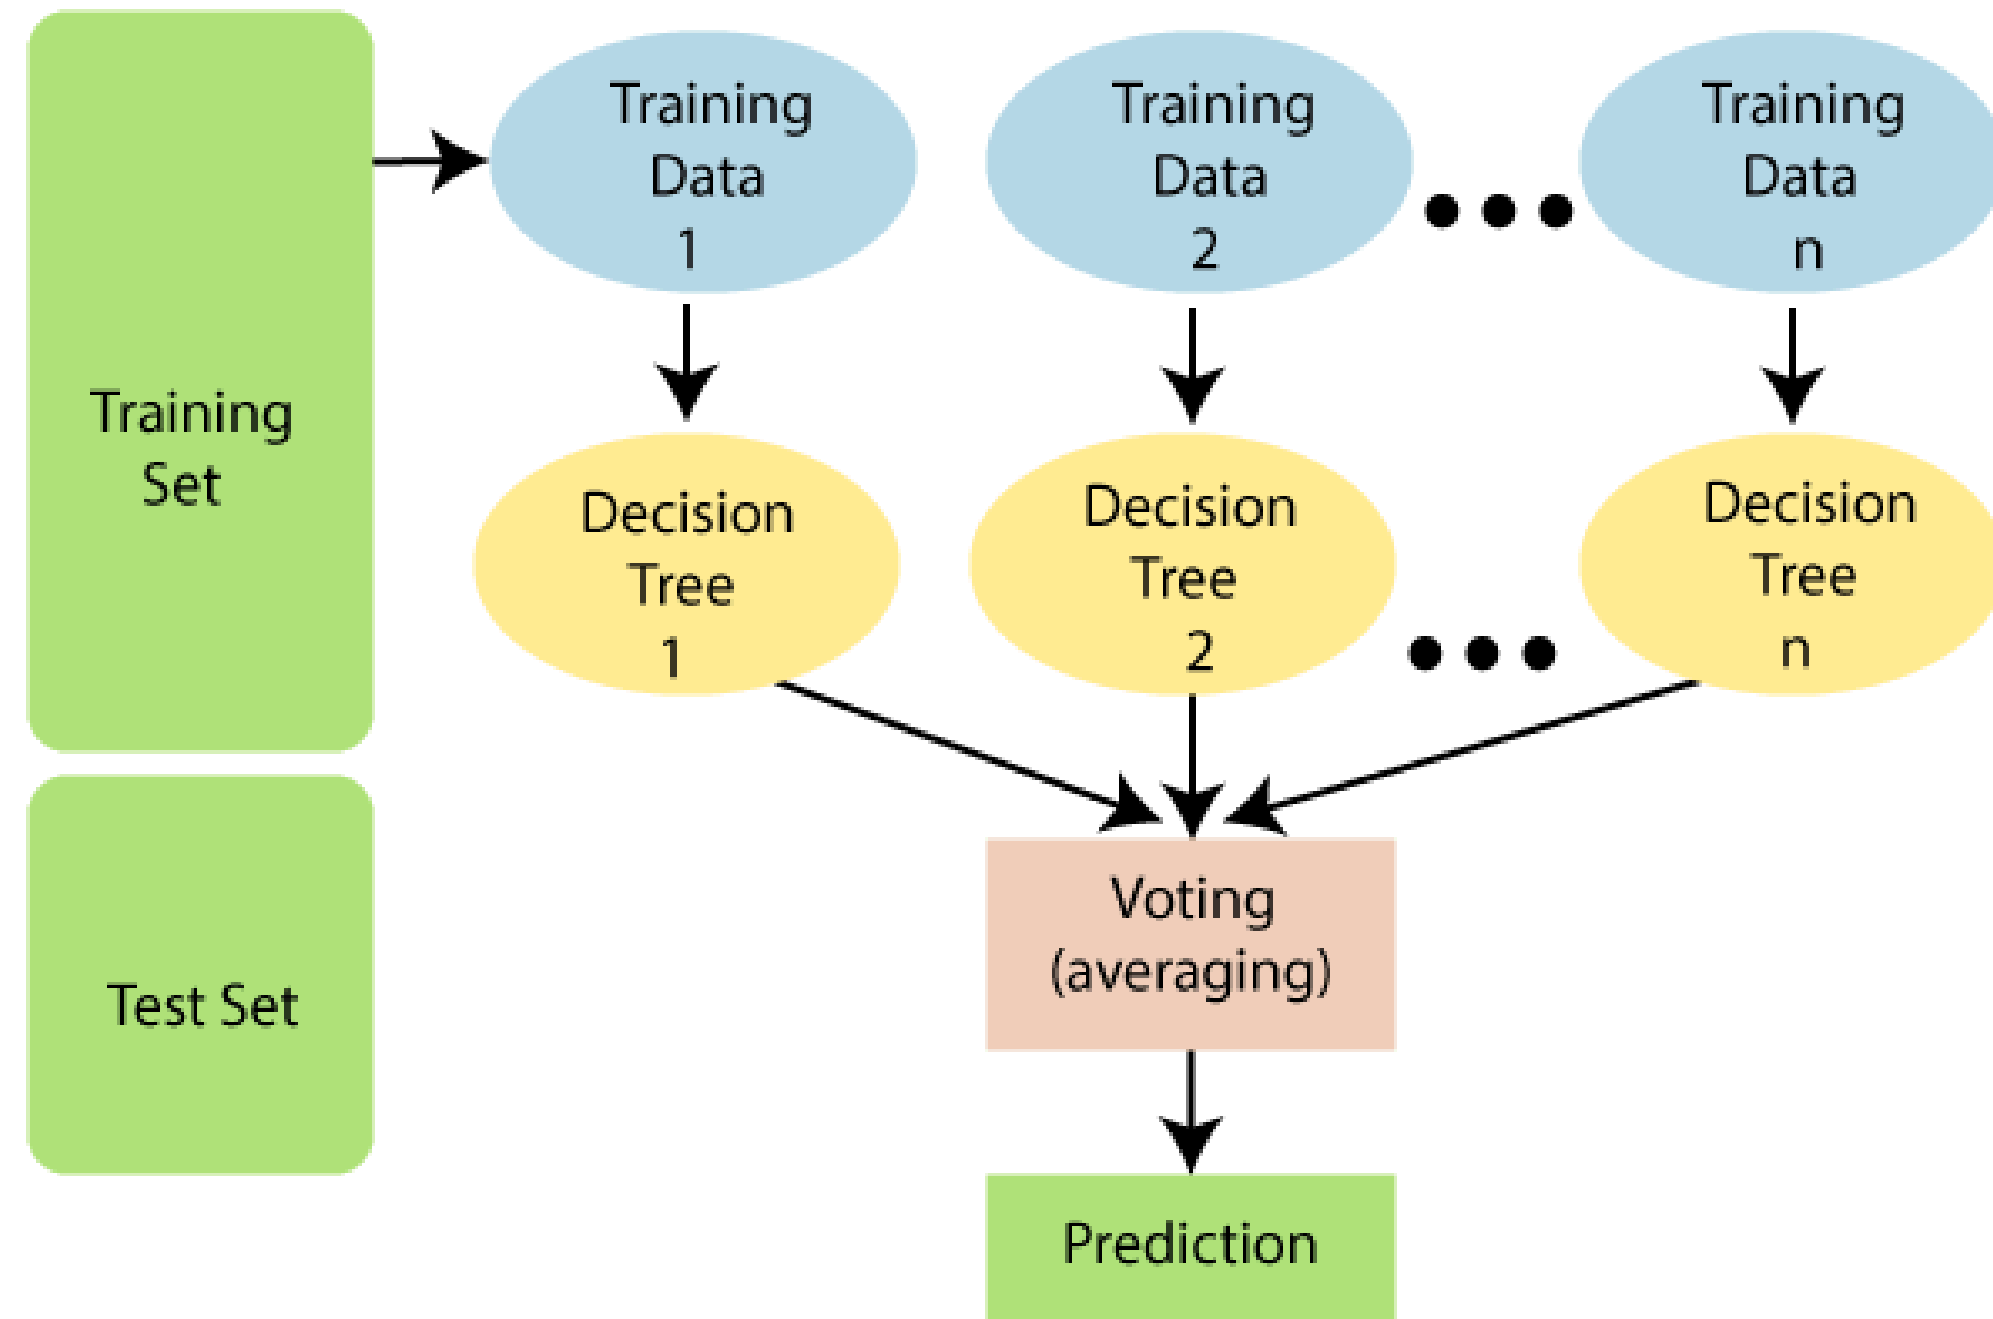 Training
Set
Training
Data
1
Training
Data
2
Training
Data
n
Decision
Tree
1
Decision
Tree
2
Decision
Tree
n
Test Set
Voting
(averaging)
Prediction